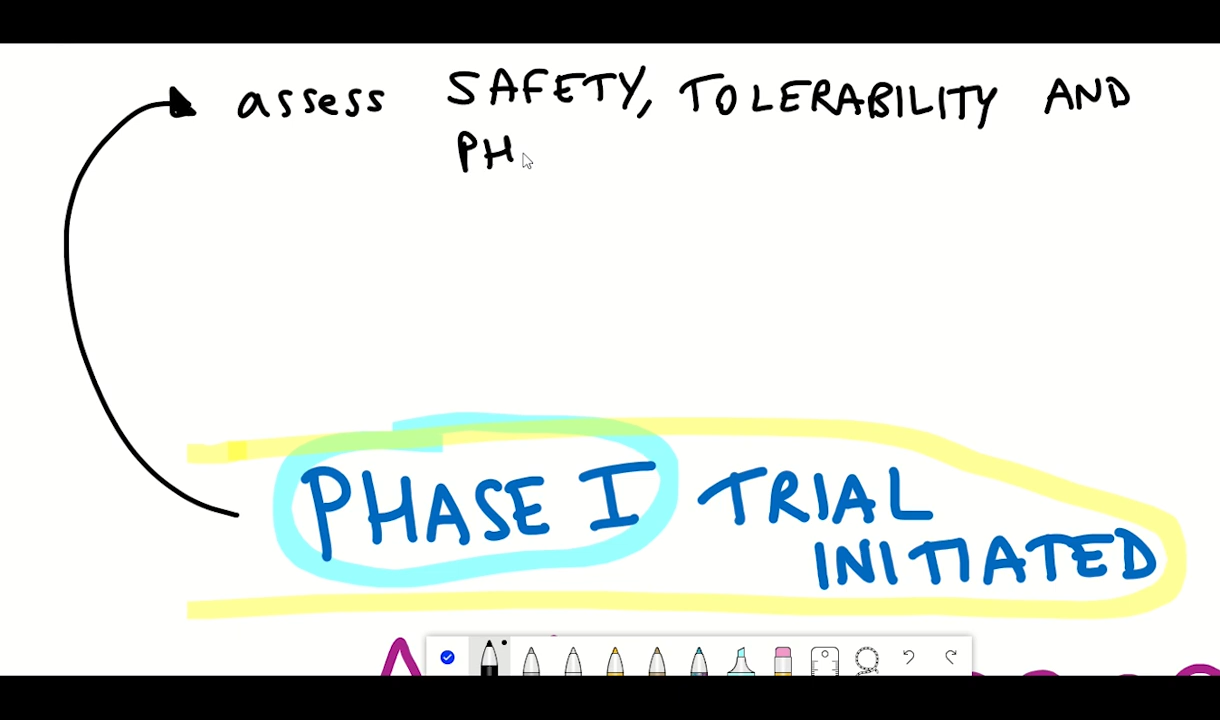 assess SAFETY, TOLERABILITY AND
PH
PHASE I TRIAL
INITIATED